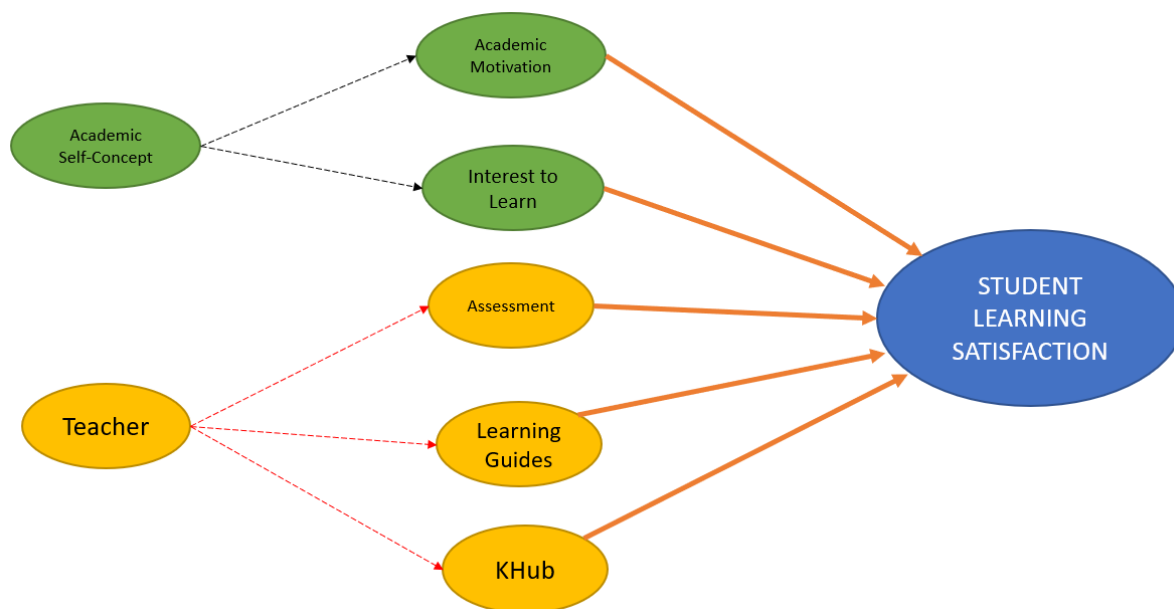 Academic
Motivation
Academic
Self-Concept
Interest to
Learn
Assessment
STUDENT
LEARNING
SATISFACTION
Teacher
Learning
Guides
KHub